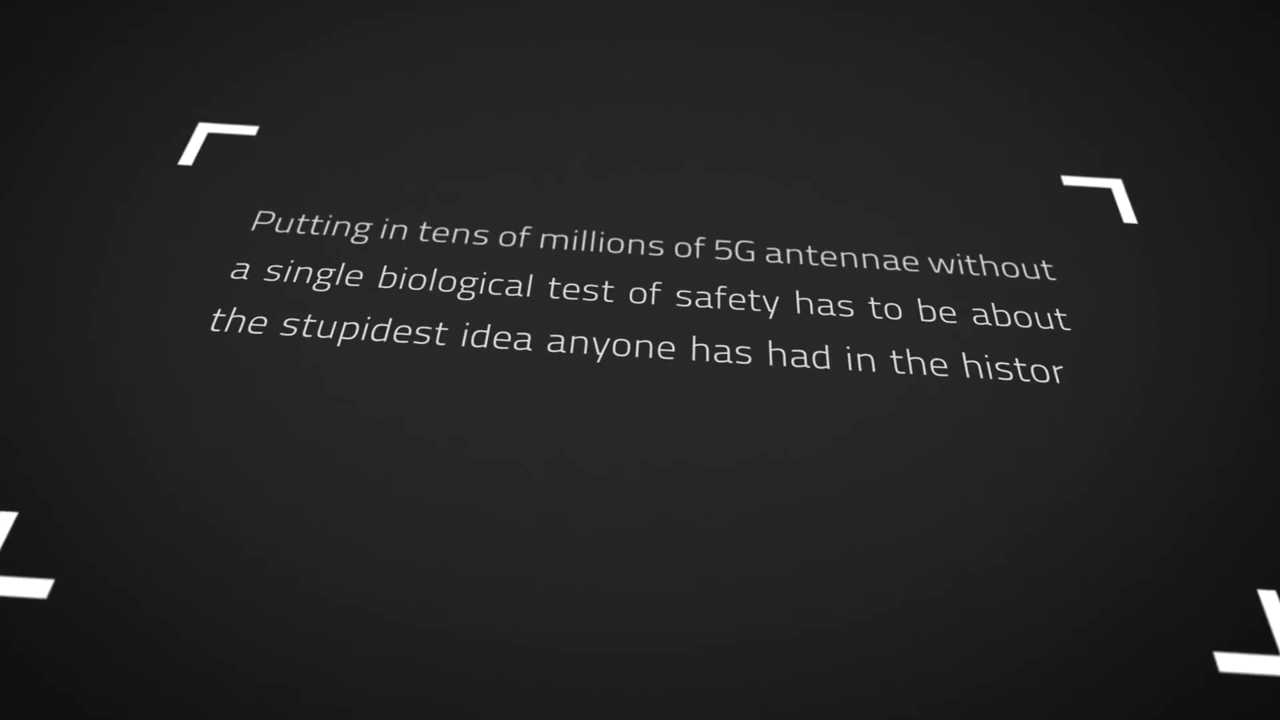 Putting in tens of millions of 5G antennae without
a single biological test of safety has to be about
the stupidest idea anyone has had in the histor